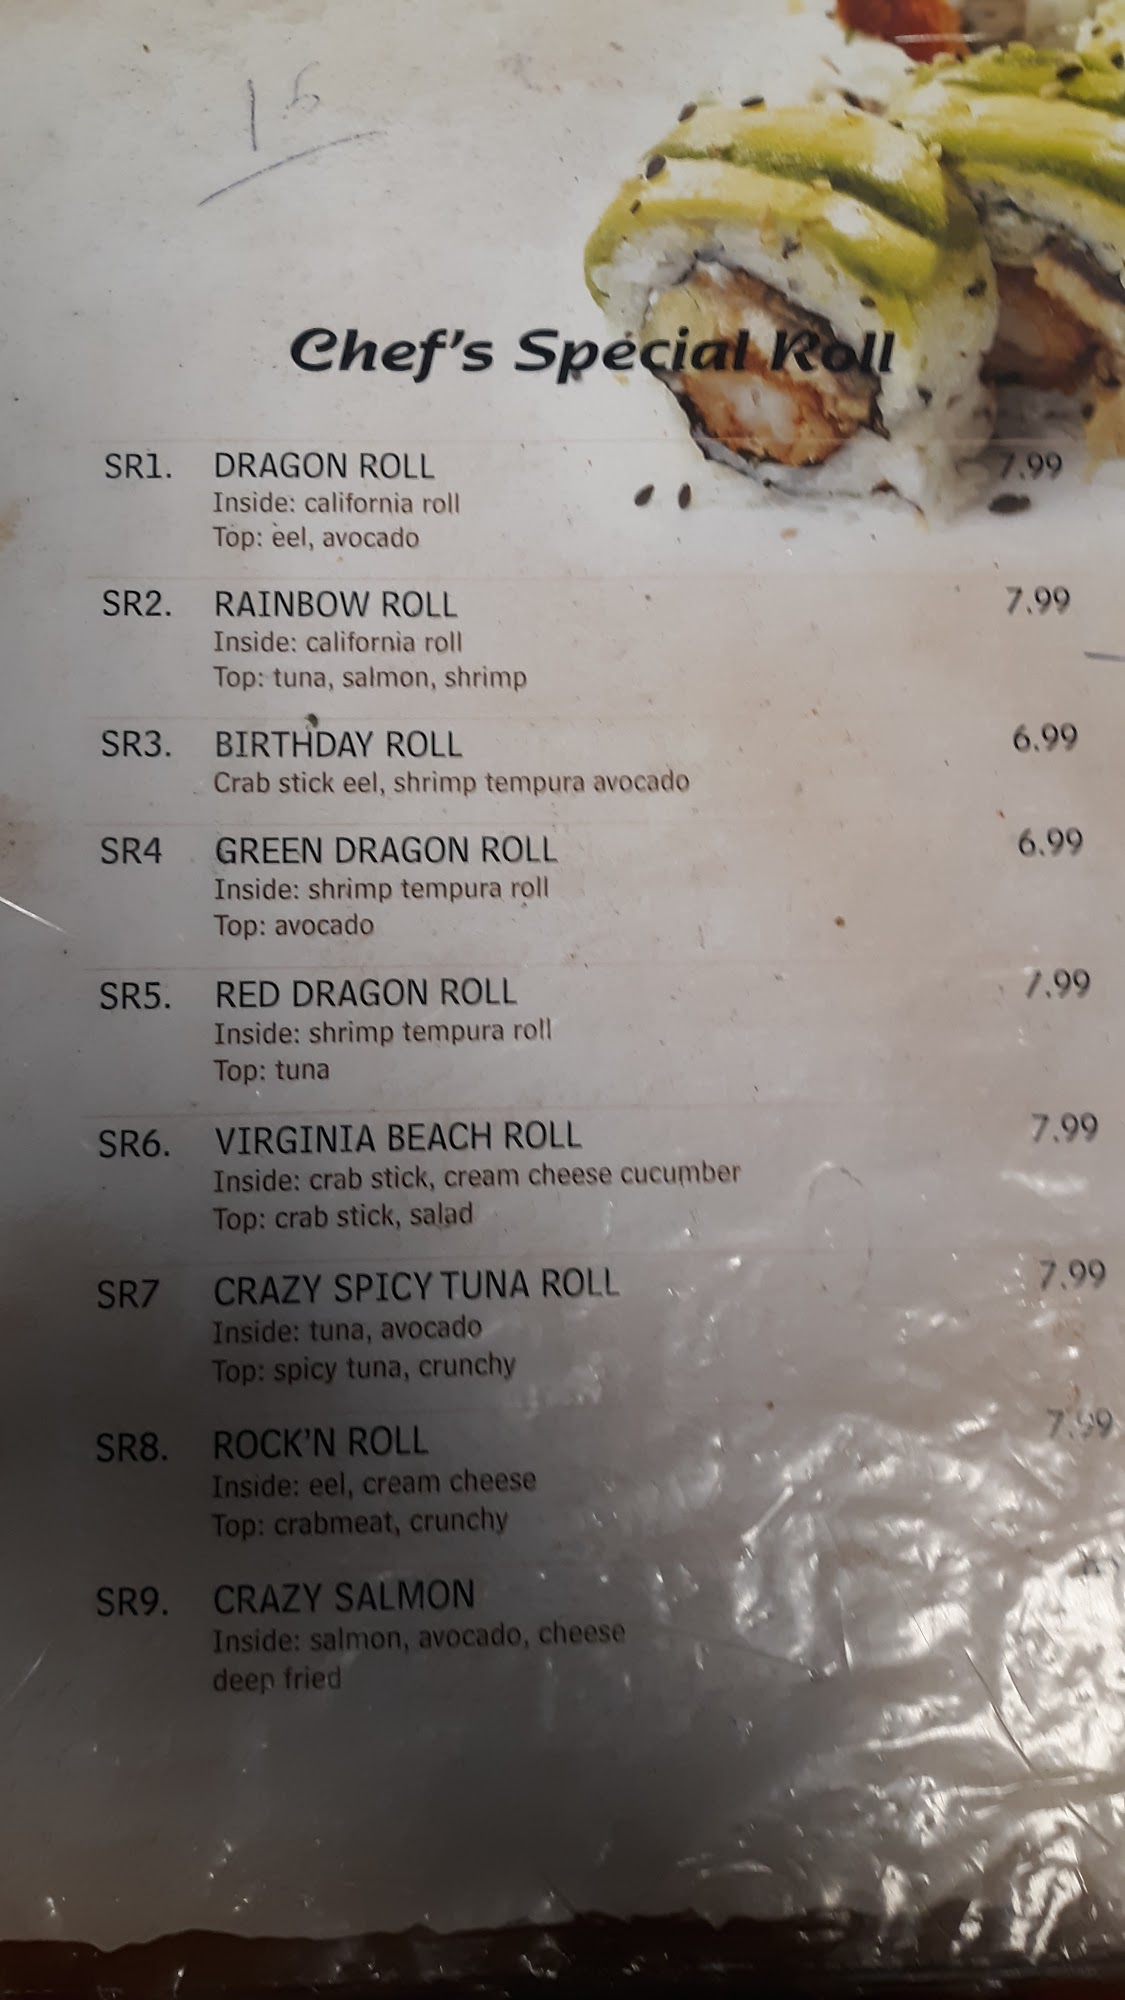 16
Chef's Special Roll
SR1. DRAGON ROLL 7.99
Inside: california roll
Top: eel, avocado
SR2. RAINBOW ROLL 7.99
Inside: california roll
Top: tuna, salmon, shrimp
SR3. BIRTHDAY ROLL 6.99
Crab stick eel, shrimp tempura avocado
SR4 GREEN DRAGON ROLL 6.99
Inside: shrimp tempura roll
Top: avocado
SR5. RED DRAGON ROLL 7.99
Inside: shrimp tempura roll
Top: tuna
SR6. VIRGINIA BEACH ROLL 7.99
Inside: crab stick, cream cheese cucumber
Top: crab stick, salad
SR7 CRAZY SPICY TUNA ROLL 7.99
Inside: tuna, avocado
Top: spicy tuna, crunchy
SR8. ROCK'N ROLL 7.99
Inside: eel, cream cheese
Top: crabmeat, crunchy
SR9. CRAZY SALMON
Inside: salmon, avocado, cheese
deep fried